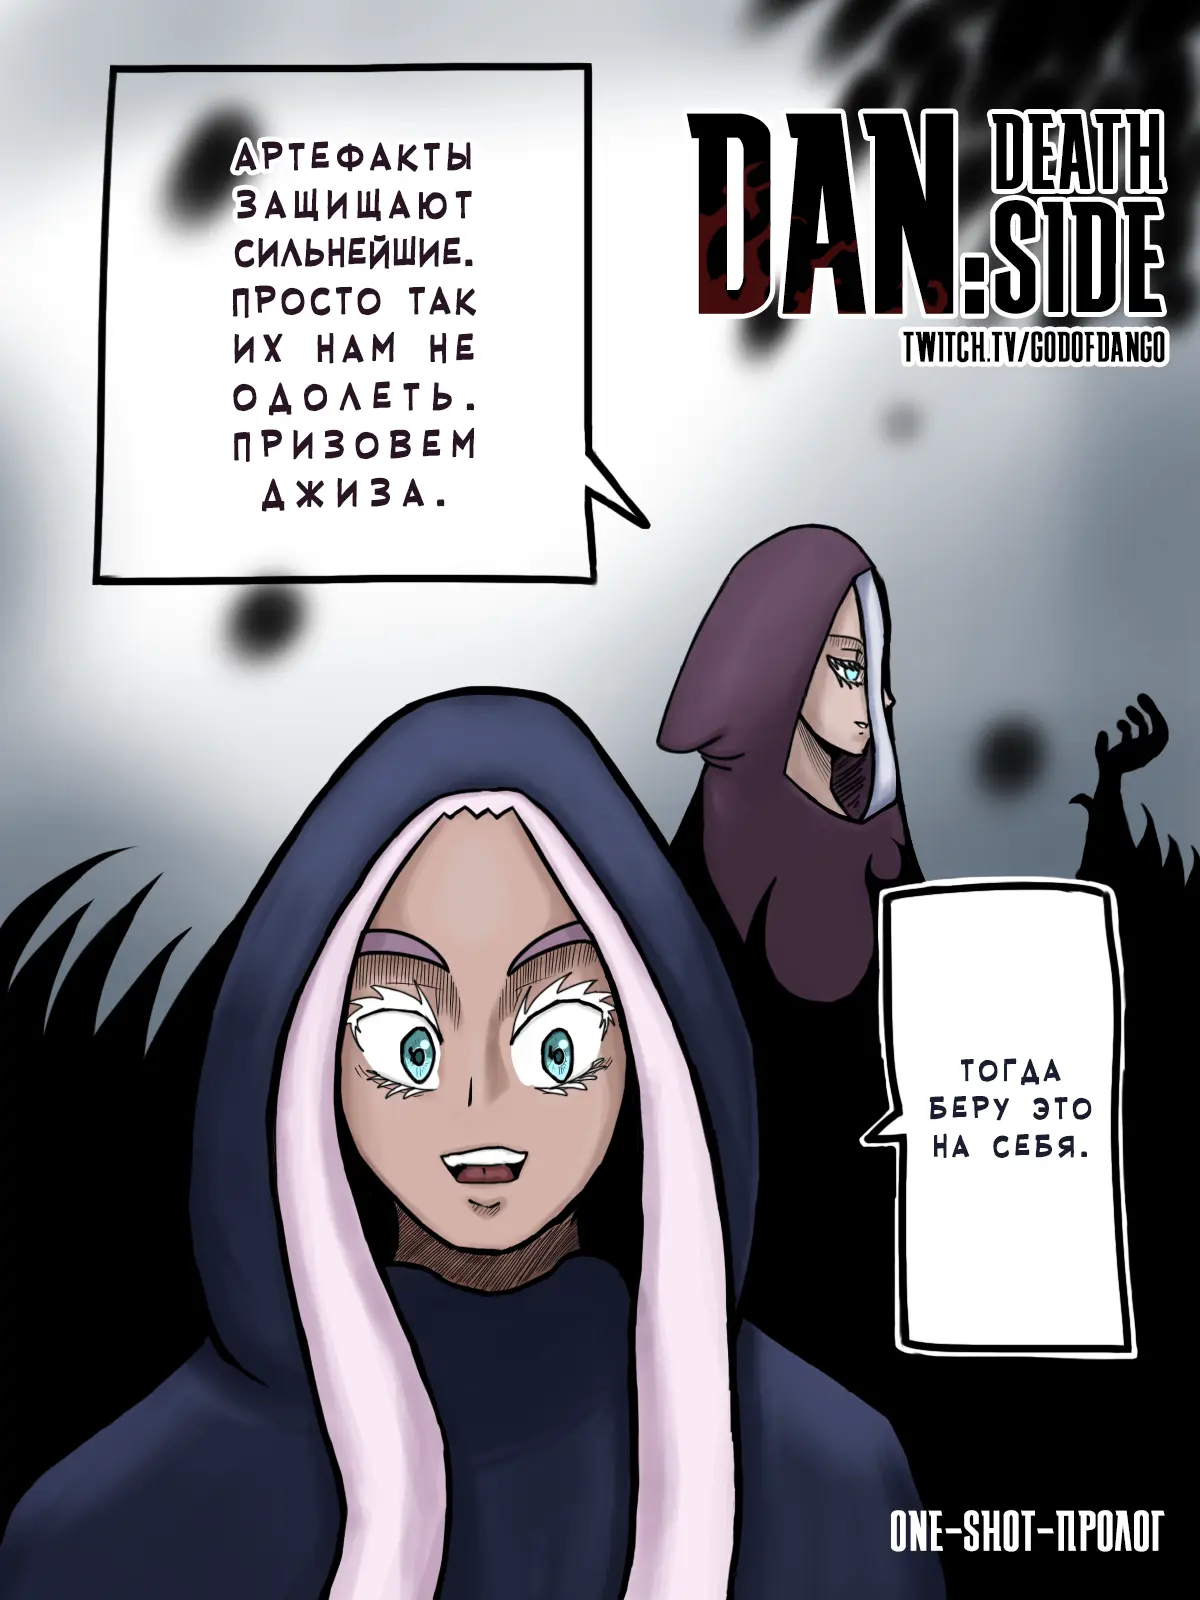 АРТЕФАКТЫ
ЗАЩИЩАЮТ
СИЛЬНЕЙШИЕ.
ПРОСТО ТАК
ИХ НАМ НЕ
ОДОЛЕТЬ.
ПРИЗОВЕМ
ДЖИЗА.
DAN:
DEATH
SIDE
TWITCH.TV/GODOFDANGO
ТОГДА
БЕРУ ЭТО
НА СЕБЯ.
ONE-SHOT-ПРОЛОГ